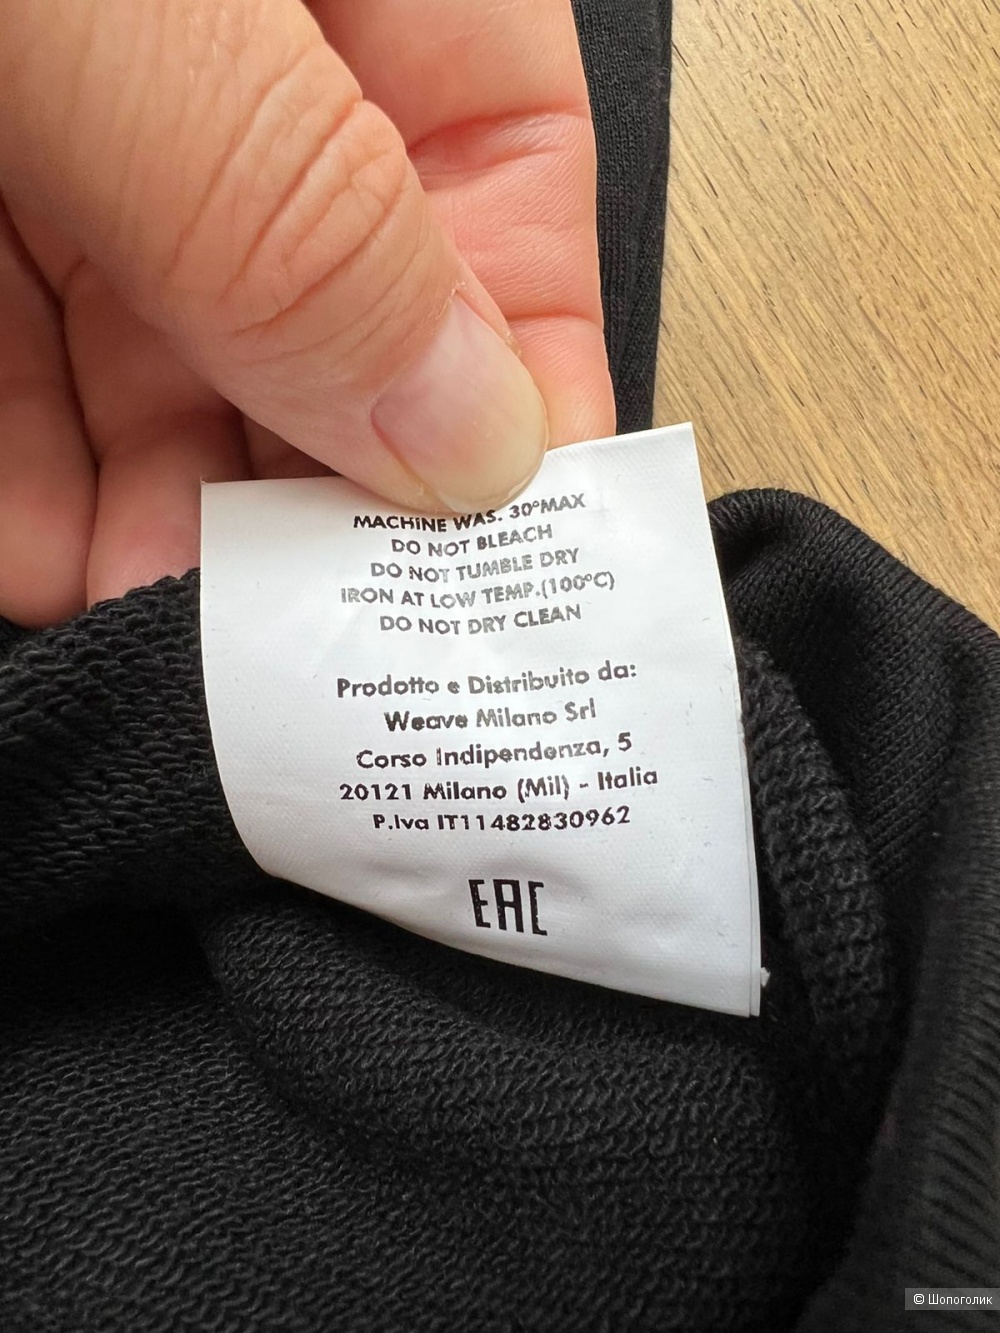 MACHINE WAS. 30°MAX
DO NOT BLEACH
DO NOT TUMBLE DRY
IRON AT LOW TEMP.(100°C)
DO NOT DRY CLEAN
Prodotto e Distribuito da:
Weave Milano Srl
Corso Indipendenza, 5
20121 Milano (Mil) - Italia
P.Iva IT11482830962
EAC
© Шопоголик